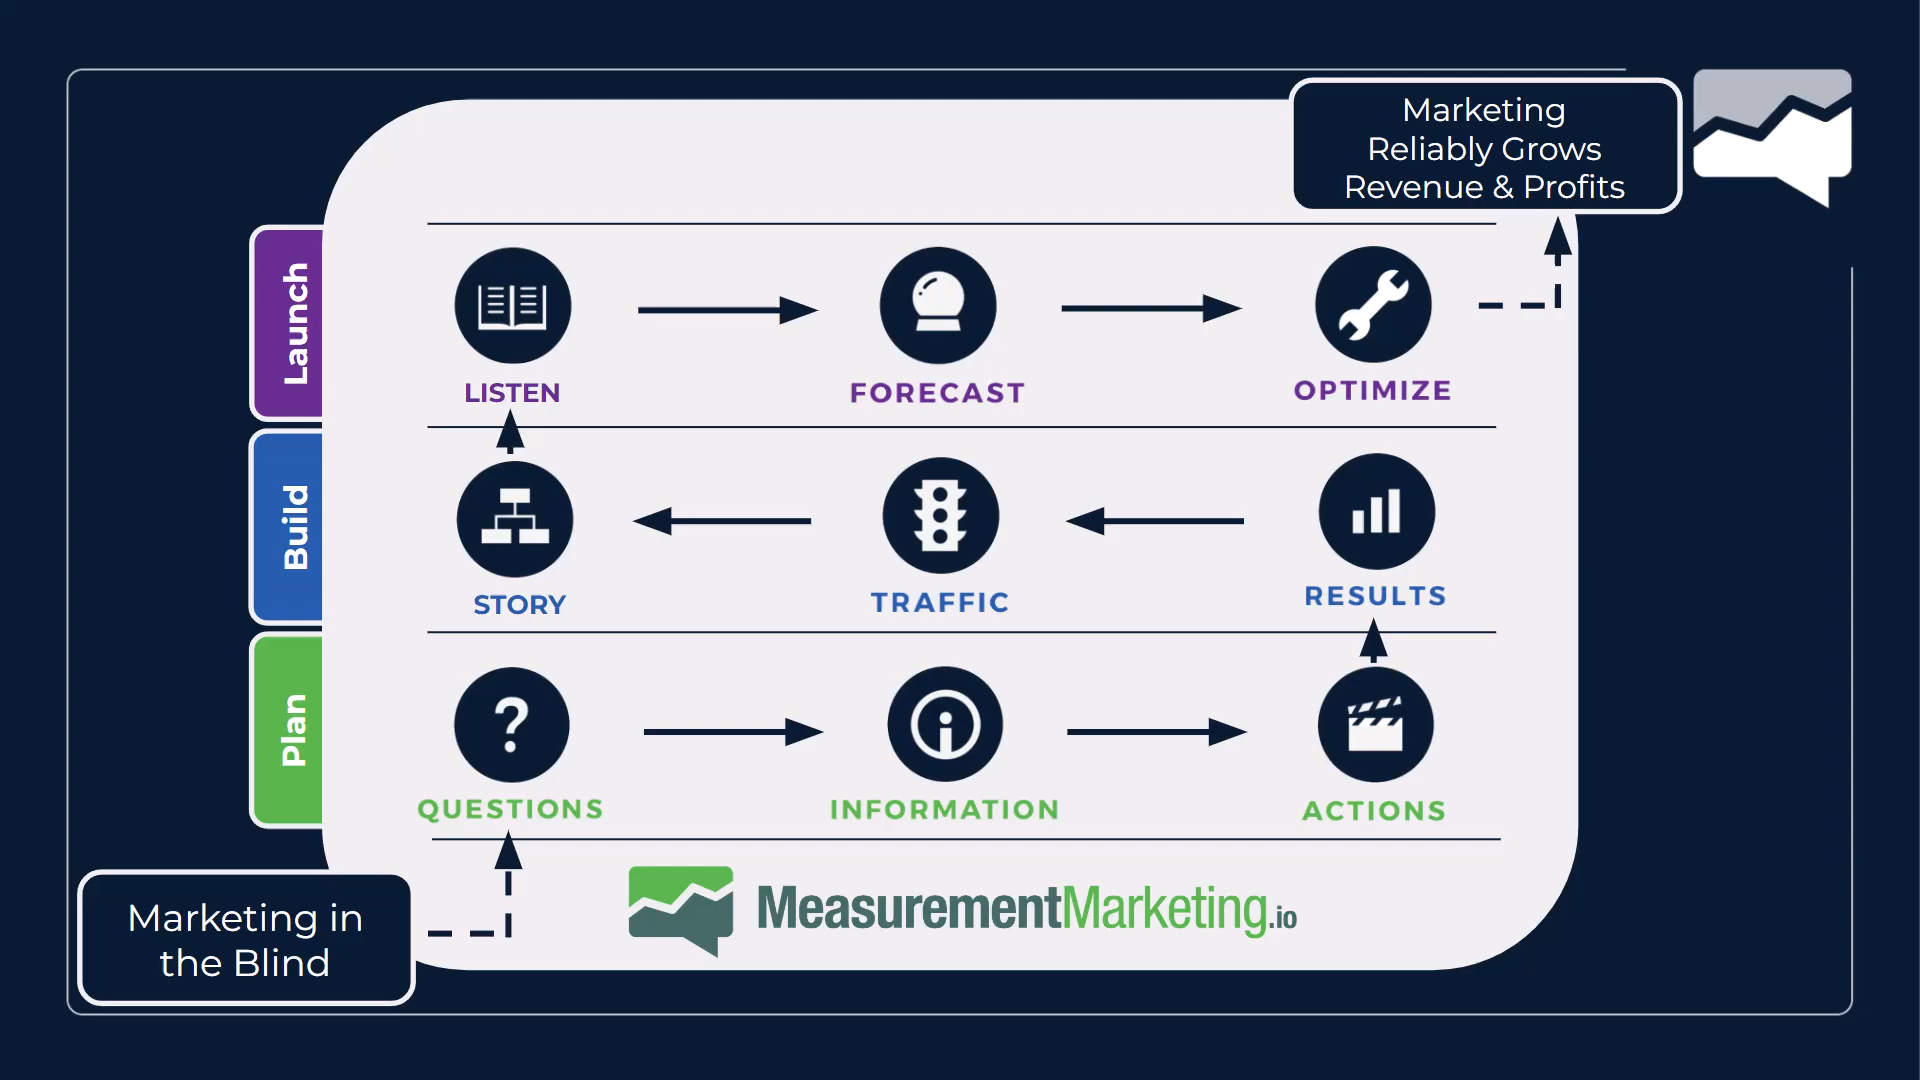 Marketing
Reliably Grows
Revenue & Profits
Launch
LISTEN
FORECAST
OPTIMIZE
Build
STORY
TRAFFIC
RESULTS
Plan
?
QUESTIONS
INFORMATION
ACTIONS
Marketing in
the Blind
MeasurementMarketing.io